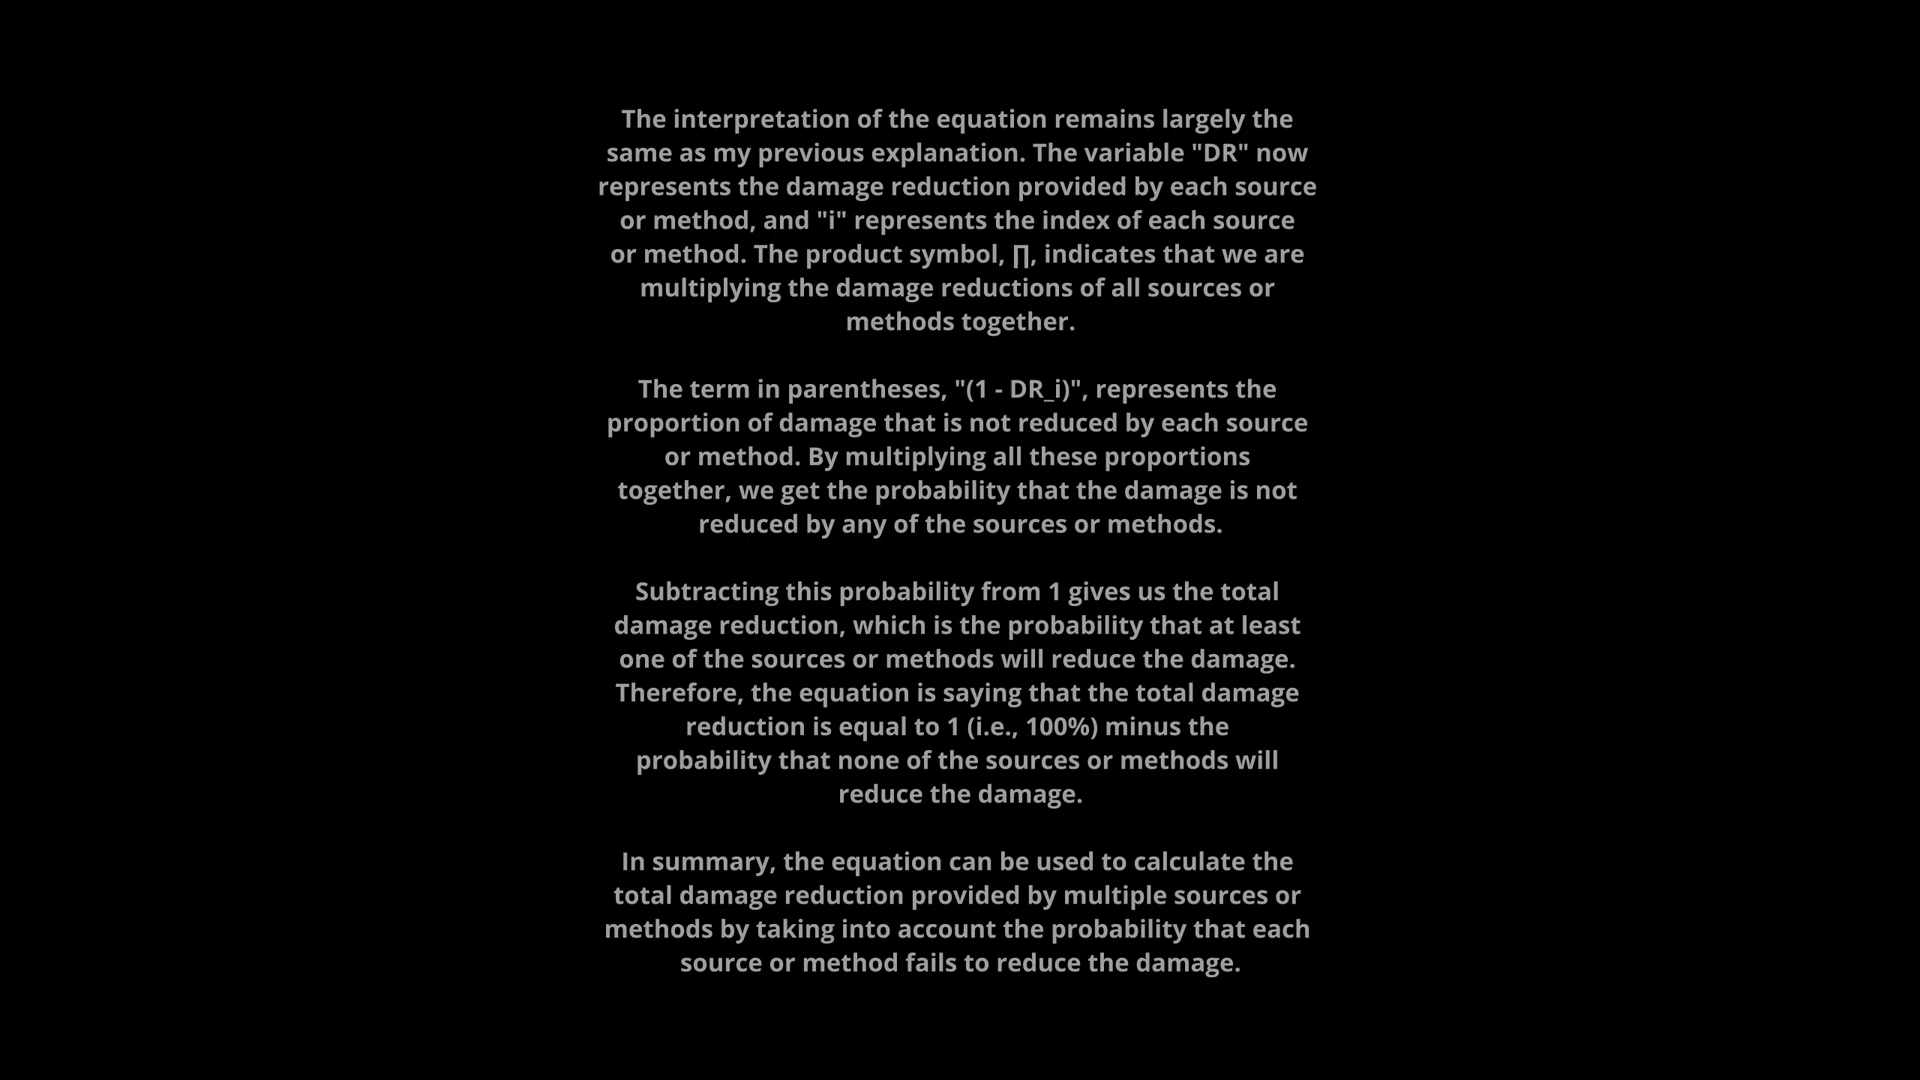 The interpretation of the equation remains largely the
same as my previous explanation. The variable "DR" now
represents the damage reduction provided by each source
or method, and "i" represents the index of each source
or method. The product symbol, ∏, indicates that we are
multiplying the damage reductions of all sources or
methods together.
The term in parentheses, "(1 - DR_i)", represents the
proportion of damage that is not reduced by each source
or method. By multiplying all these proportions
together, we get the probability that the damage is not
reduced by any of the sources or methods.
Subtracting this probability from 1 gives us the total
damage reduction, which is the probability that at least
one of the sources or methods will reduce the damage.
Therefore, the equation is saying that the total damage
reduction is equal to 1 (i.e., 100%) minus the
probability that none of the sources or methods will
reduce the damage.
In summary, the equation can be used to calculate the
total damage reduction provided by multiple sources or
methods by taking into account the probability that each
source or method fails to reduce the damage.